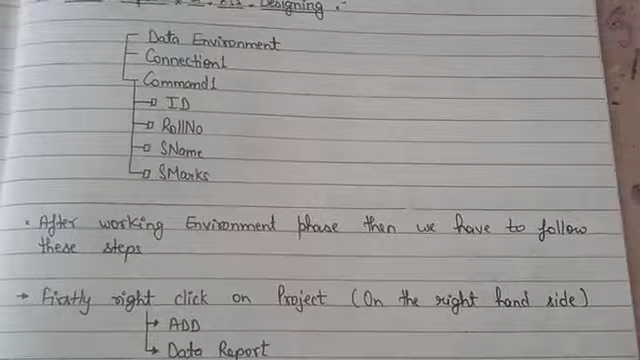 Designing :-
Data Environment
Connection1
Command1
ID
RollNo
SName
SMarks
• After working Environment phase then we have to follow
these steps
→ Firstly right click on Project (On the right hand side)
→ ADD
→ Data Report